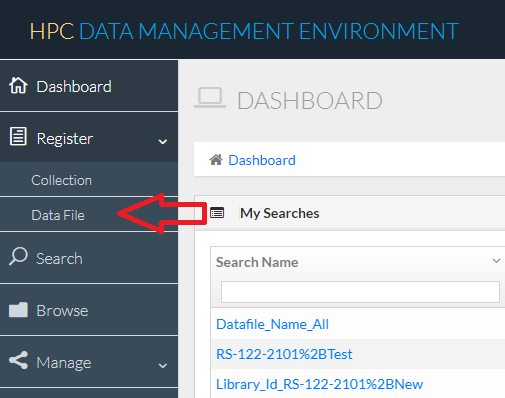 HPC DATA MANAGEMENT ENVIRONMENT
Dashboard
Register
Collection
Data File
Search
Browse
Manage
DASHBOARD
Dashboard
My Searches
Search Name
Datafile_Name_All
RS-122-2101%2BTest
Library_Id_RS-122-2101%2BNew